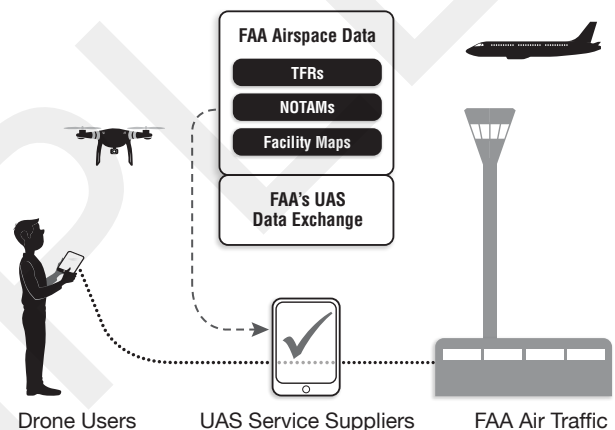 FAA Airspace Data
TFRs
NOTAMs
Facility Maps
FAA's UAS
Data Exchange
Drone Users
UAS Service Suppliers
FAA Air Traffic